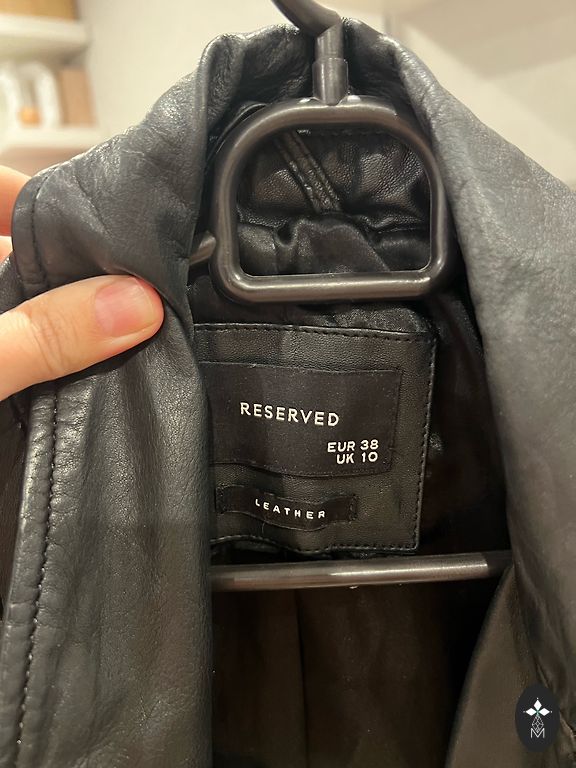 RESERVED
EUR 38
UK 10
LEATHER
M